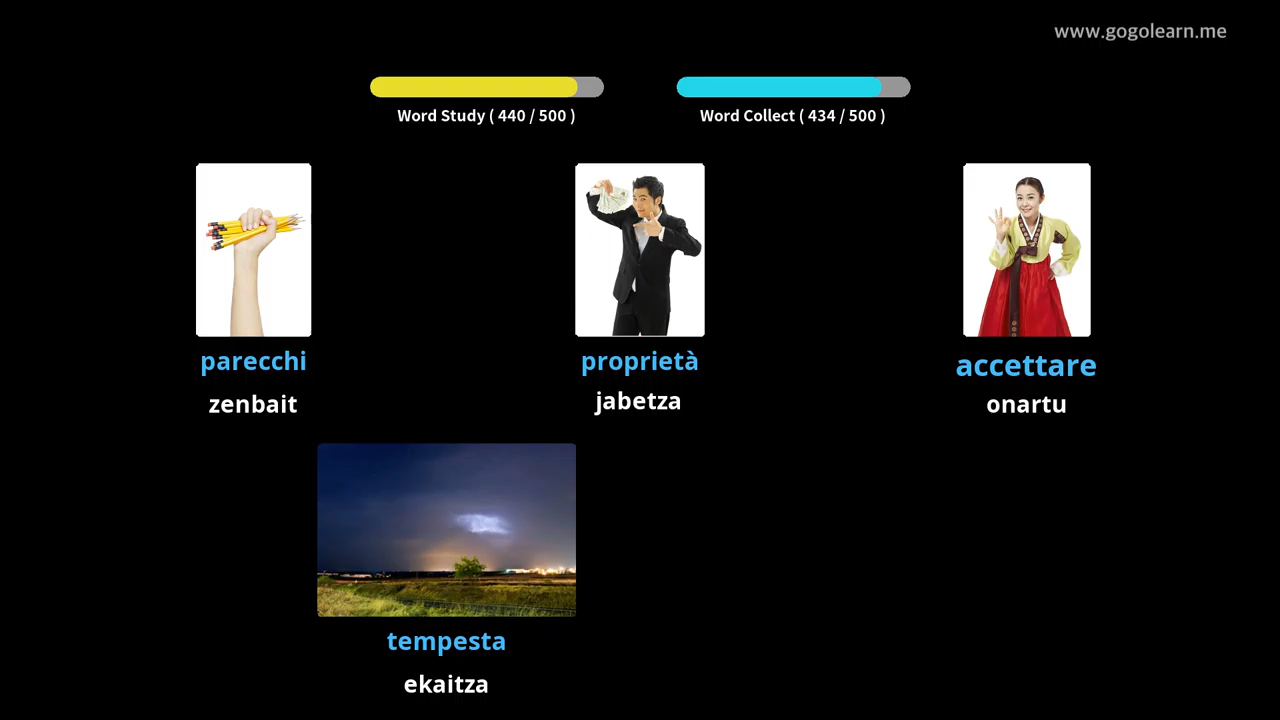 www.gogolearn.me
Word Study ( 440 / 500 )
Word Collect ( 434 / 500 )
parecchi
zenbait
proprietà
jabetza
accettare
onartu
tempesta
ekaitza